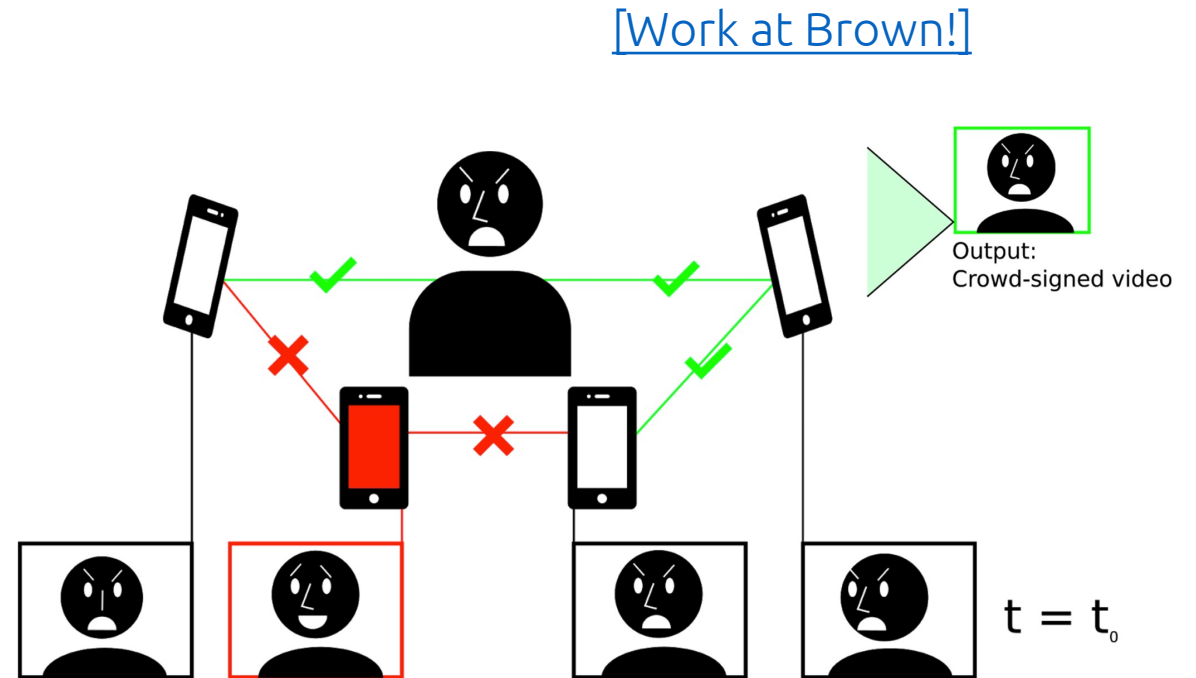 [Work at Brown!]
Output:
Crowd-signed video
t = t₀